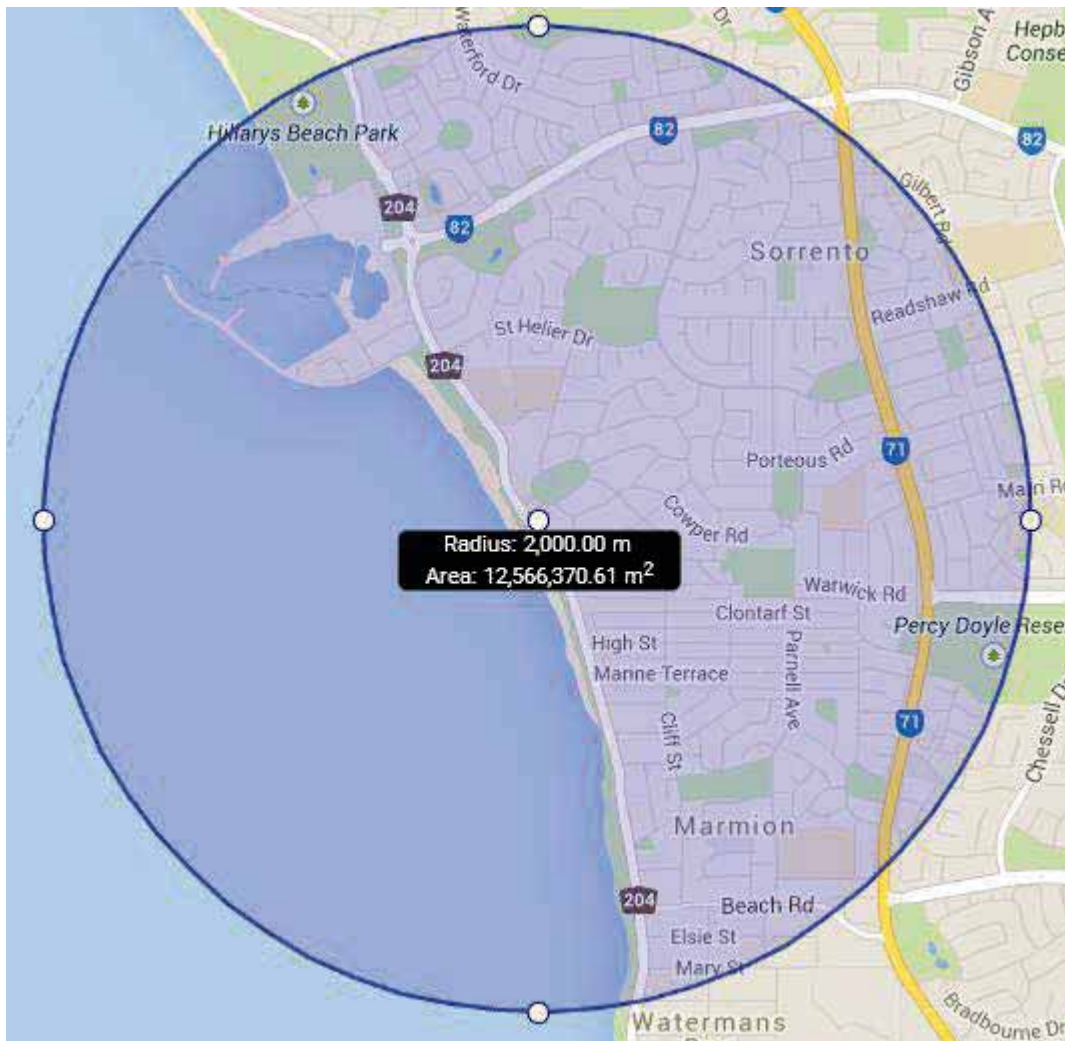 Waterford Dr
Dr
Gibson A
Hepb
Conse
Hillarys Beach Park
82
82
204
82
Gilbert Rd
Sorrento
Readshaw Rd
St Helier Dr
204
Porteous Rd
71
Main Rd
Cowper Rd
Radius: 2,000.00 m
Area: 12,566,370.61 m²
Warwick Rd
Clontarf St
Percy Doyle Rese
High St
Parnell Ave
Marine Terrace
Cliff St
71
Chessell Dr
Marmion
204
Beach Rd
Elsie St
Mary St
Bradbourne Dr
Watermans